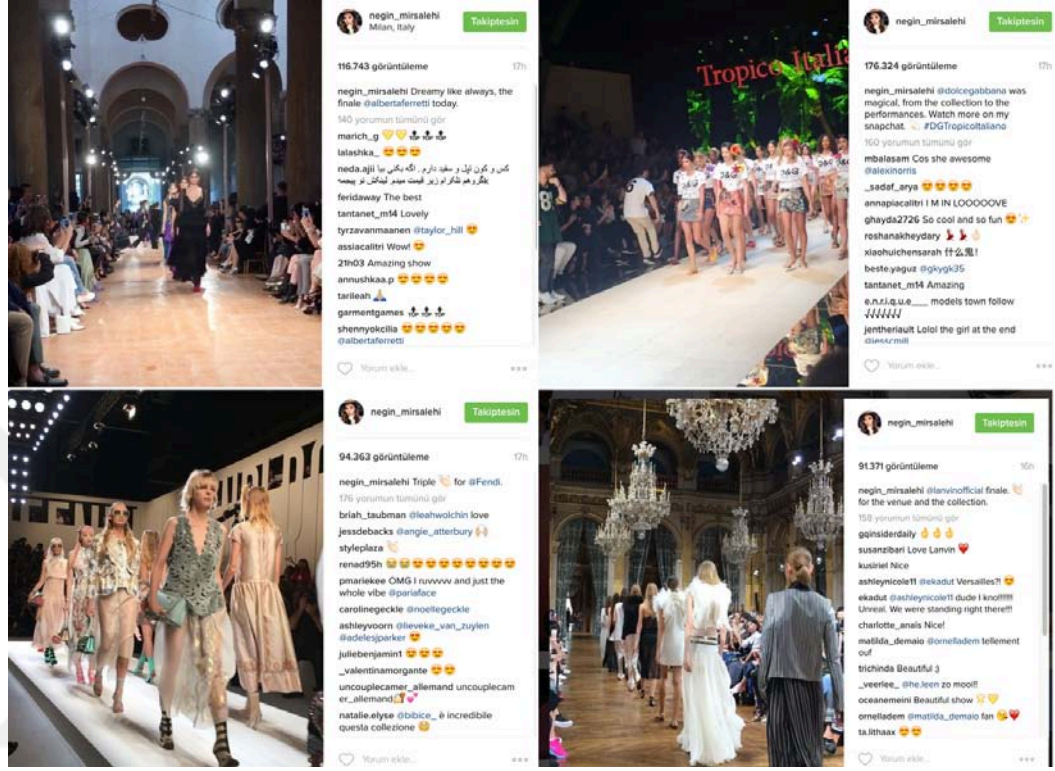 negin_mirsalehi
Milan, Italy
Takiptesin
116.743 görüntüleme
17h
negin_mirsalehi Dreamy like always, the
finale @albertaferretti today.
140 yorumun tümünü gör
marich_g 💛💛🔝🔝🔝
lalashka_ 😍😍😍
neda.ajii
feridaway The best
tantanet_m14 Lovely
tyrzavanmaanen @taylor_hill 😍
assiacalitri Wow! 😍
21h03 Amazing show
annushkaa.p 😍😍😍😍
tarileah 🙏🏼
garmentgames 🔝🔝🔝
shennyokcilia 😍😍😍😍😍
@albertaferretti
Yorum ekle...
Tropico Italia
negin_mirsalehi
Takiptesin
176.324 görüntüleme
17h
negin_mirsalehi @dolcegabbana was
magical, from the collection to the
performances. Watch more on my
snapchat. #DGTropicoItaliano
160 yorumun tümünü gör
mbalasam Cos she awesome
@alexinorris
_sadaf_arya 😍😍😍😍
annapiacalitri I M IN LOOOOOVE
ghayda2726 So cool and so fun 😍✨
roshanakheydary 💃💃👌🏻
xiaohuichensarah 什么鬼!
beste.yaguz @gkygk35
tantanet_m14 Amazing
e.n.r.i.q.u.e___ models town follow
√√√√√√√
jentheriault Lolol the girl at the end
@jesscmill
Yorum ekle...
negin_mirsalehi
Takiptesin
94.363 görüntüleme
17h
negin_mirsalehi Triple 👏🏻 for @Fendi.
176 yorumun tümünü gör
briah_taubman @leahwolchin love
jessdebacks @angie_atterbury 🙌🏻
styleplaza 👏🏻
renad95h 😭😭😍😍😍😍😍😍😍😍
pmariekee OMG I ruvvvvv and just the
whole vibe @pariaface
carolinegeckle @noellegeckle
ashleyvoorn @lieveke_van_zuylen
@adelesjparker 😍
juliebenjamin1 😍😍😍
_valentinamorgante 😍😍
uncouplecamer_allemand uncouplecam
er_allemand
natalie.elyse @bibice_ è incredibile
questa collezione
Yorum ekle...
negin_mirsalehi
Takiptesin
91.371 görüntüleme
16h
negin_mirsalehi @lanvinofficial finale. 👏🏻
for the venue and the collection.
158 yorumun tümünü gör
gqinsiderdaily 👌👌👌
susanzibari Love Lanvin ❤️
kusiriel Nice
ashleynicole11 @ekadut Versailles?! 😍
ekadut @ashleynicole11 dude I kno!!!!!!!
Unreal. We were standing right there!!!
charlotte_anais Nice!
matilda_demaio @ornelladem tellement
ouf
trichinda Beautiful ;)
_veerlee_ @he.leen zo mooi!!
oceanemeini Beautiful show
ornelladem @matilda_demaio fan 😘❤️
ta.lithaax 😍😍
Yorum ekle...